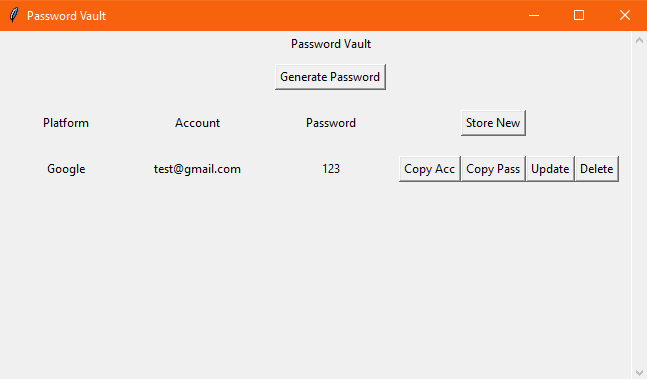 Password Vault
Password Vault
Generate Password
Platform Account Password Store New
Google test@gmail.com 123 Copy Acc Copy Pass Update Delete